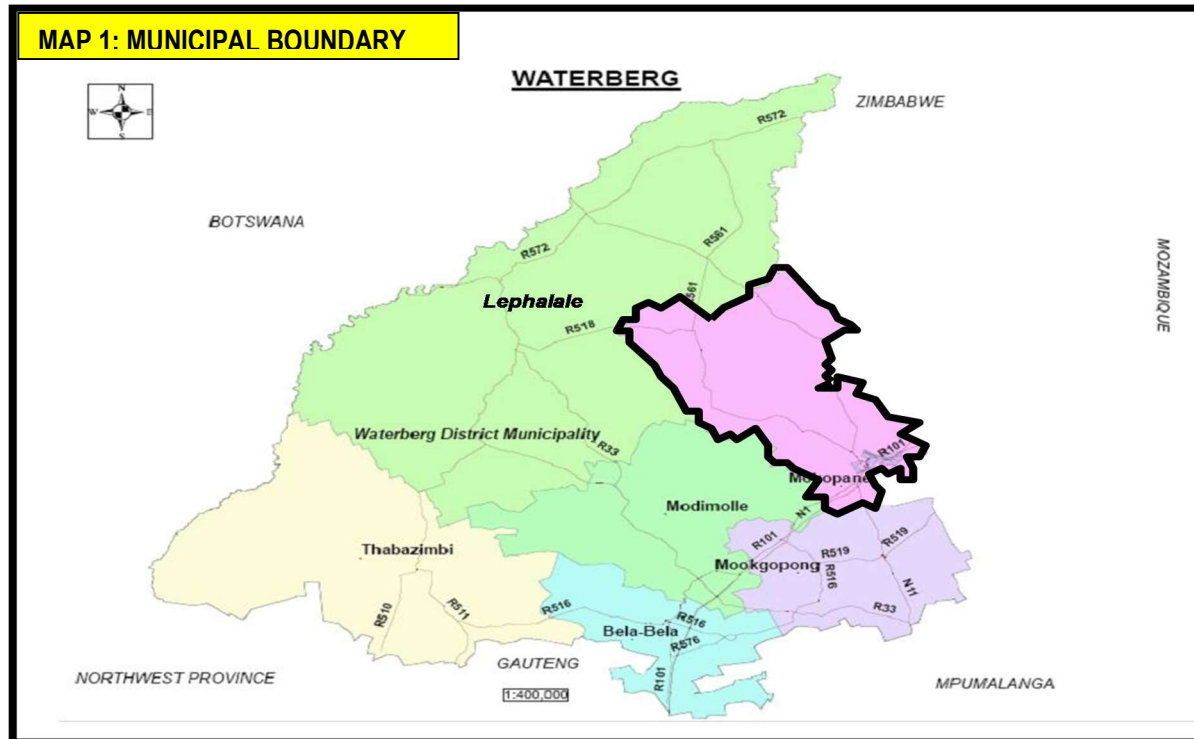 MAP 1: MUNICIPAL BOUNDARY
WATERBERG
N
W E
S
ZIMBABWE
R572
BOTSWANA
R561
R572
MOZAMBIQUE
Lephalale
561
R518
Waterberg District Municipality
R33
R101
Mokopane
Modimolle
N1
Thabazimbi
R101
R519
R519
Mookgopong
R516
N11
R510
R511
R516
R33
R516
Bela-Bela
R576
GAUTENG
R101
NORTHWEST PROVINCE
1:400,000
MPUMALANGA